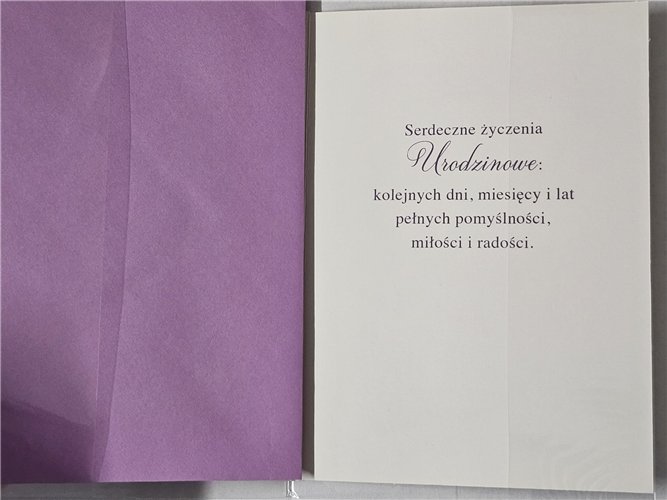 Serdeczne życzenia
Urodzinowe:
kolejnych dni, miesięcy i lat
pełnych pomyślności,
miłości i radości.